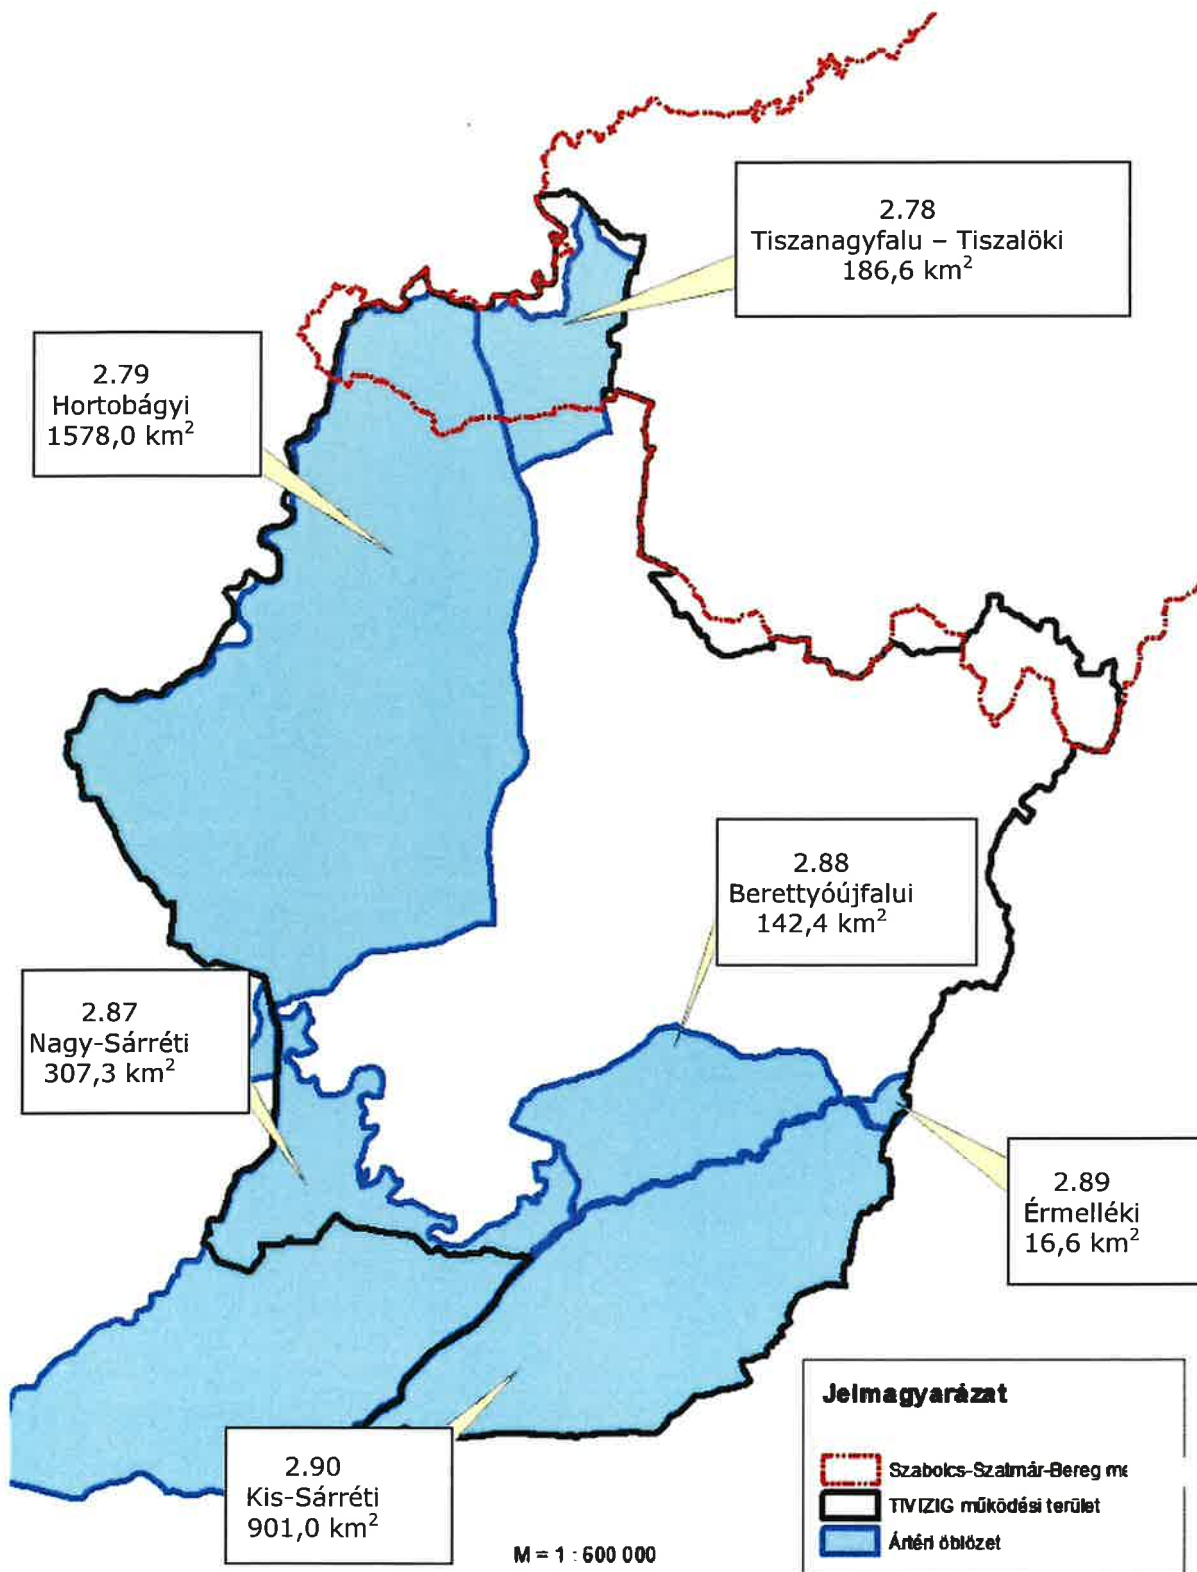 2.78
Tiszanagyfalu – Tiszalöki
186,6 km²
2.79
Hortobágyi
1578,0 km²
2.88
Berettyóújfalui
142,4 km²
2.87
Nagy-Sárréti
307,3 km²
2.89
Érmelléki
16,6 km²
2.90
Kis-Sárréti
901,0 km²
M = 1 : 600 000
Jelmagyarázat
Szabolcs-Szatmár-Bereg me
TIVIZIG működési terület
Ártéri öblözet